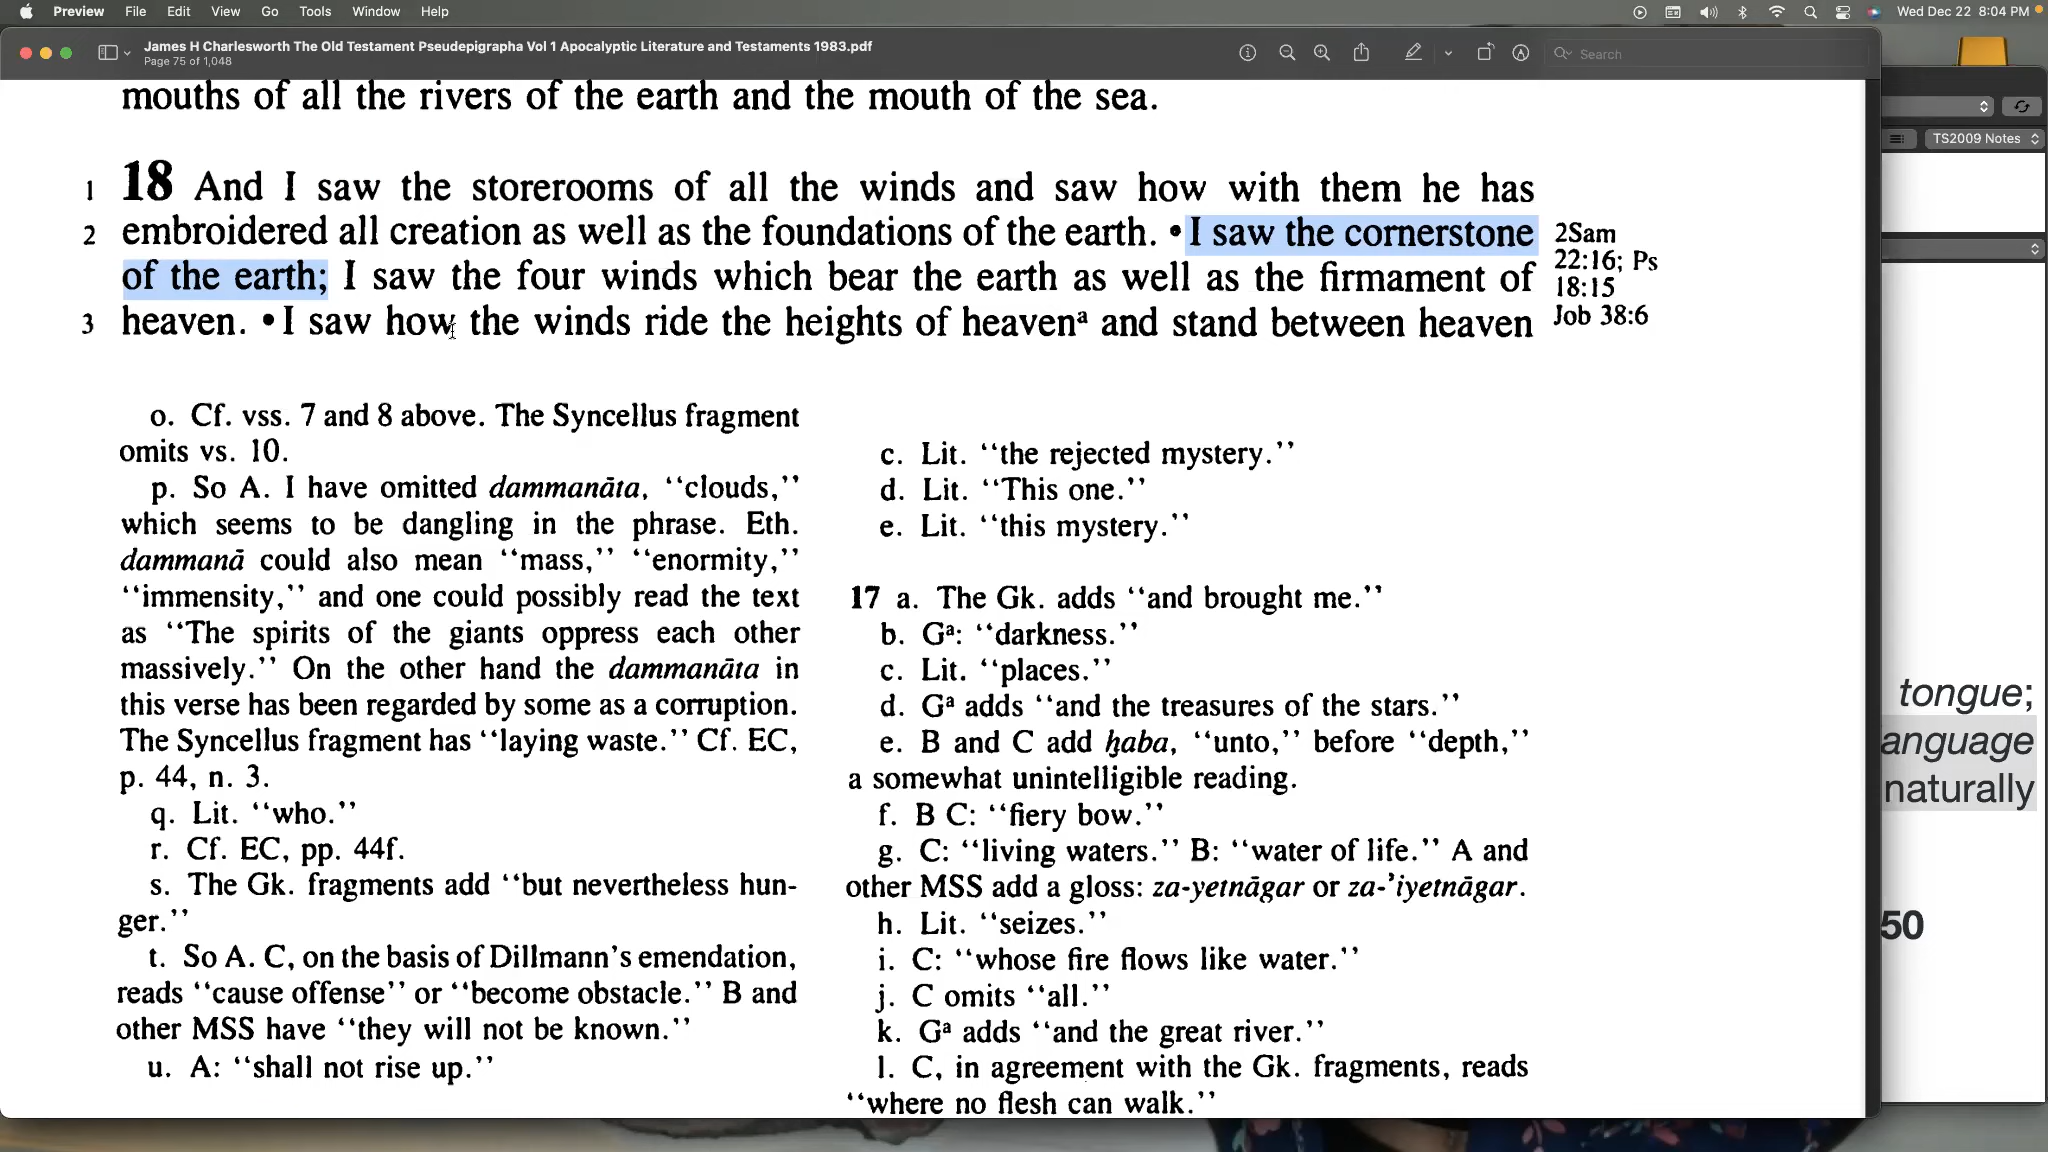 Preview File Edit View Go Tools Window Help
Wed Dec 22 8:04 PM
James H Charlesworth The Old Testament Pseudepigrapha Vol 1 Apocalyptic Literature and Testaments 1983.pdf
Page 75 of 1,048
Search
TS2009 Notes
mouths of all the rivers of the earth and the mouth of the sea.
1 18 And I saw the storerooms of all the winds and saw how with them he has
2 embroidered all creation as well as the foundations of the earth. •I saw the cornerstone
of the earth; I saw the four winds which bear the earth as well as the firmament of
3 heaven. •I saw how the winds ride the heights of heavenª and stand between heaven
2Sam
22:16; Ps
18:15
Job 38:6
o. Cf. vss. 7 and 8 above. The Syncellus fragment
omits vs. 10.
p. So A. I have omitted dammanāta, ‘‘clouds,’’
which seems to be dangling in the phrase. Eth.
dammanā could also mean ‘‘mass,’’ ‘‘enormity,’’
‘‘immensity,’’ and one could possibly read the text
as ‘‘The spirits of the giants oppress each other
massively.’’ On the other hand the dammanāta in
this verse has been regarded by some as a corruption.
The Syncellus fragment has ‘‘laying waste.’’ Cf. EC,
p. 44, n. 3.
q. Lit. ‘‘who.’’
r. Cf. EC, pp. 44f.
s. The Gk. fragments add ‘‘but nevertheless hun-
ger.’’
t. So A. C, on the basis of Dillmann’s emendation,
reads ‘‘cause offense’’ or ‘‘become obstacle.’’ B and
other MSS have ‘‘they will not be known.’’
u. A: ‘‘shall not rise up.’’
c. Lit. ‘‘the rejected mystery.’’
d. Lit. ‘‘This one.’’
e. Lit. ‘‘this mystery.’’
17 a. The Gk. adds ‘‘and brought me.’’
b. Gª: ‘‘darkness.’’
c. Lit. ‘‘places.’’
d. Gª adds ‘‘and the treasures of the stars.’’
e. B and C add ḫaba, ‘‘unto,’’ before ‘‘depth,’’
a somewhat unintelligible reading.
f. B C: ‘‘fiery bow.’’
g. C: ‘‘living waters.’’ B: ‘‘water of life.’’ A and
other MSS add a gloss: za-yetnāgar or za-’iyetnāgar.
h. Lit. ‘‘seizes.’’
i. C: ‘‘whose fire flows like water.’’
j. C omits ‘‘all.’’
k. Gª adds ‘‘and the great river.’’
l. C, in agreement with the Gk. fragments, reads
‘‘where no flesh can walk.’’
tongue;
anguage
naturally
50